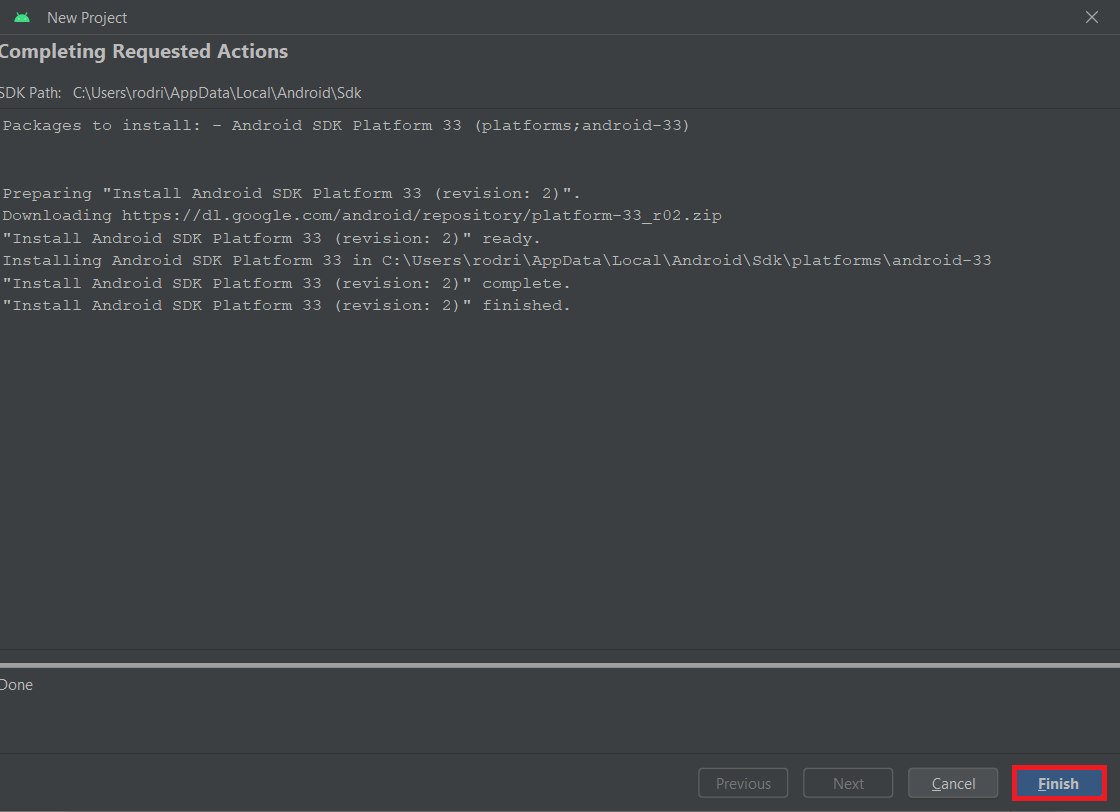 New Project
Completing Requested Actions
SDK Path: C:\Users\rodri\AppData\Local\Android\Sdk
Packages to install: - Android SDK Platform 33 (platforms;android-33)
Preparing "Install Android SDK Platform 33 (revision: 2)".
Downloading https://dl.google.com/android/repository/platform-33_r02.zip
"Install Android SDK Platform 33 (revision: 2)" ready.
Installing Android SDK Platform 33 in C:\Users\rodri\AppData\Local\Android\Sdk\platforms\android-33
"Install Android SDK Platform 33 (revision: 2)" complete.
"Install Android SDK Platform 33 (revision: 2)" finished.
Done
Previous Next Cancel Finish